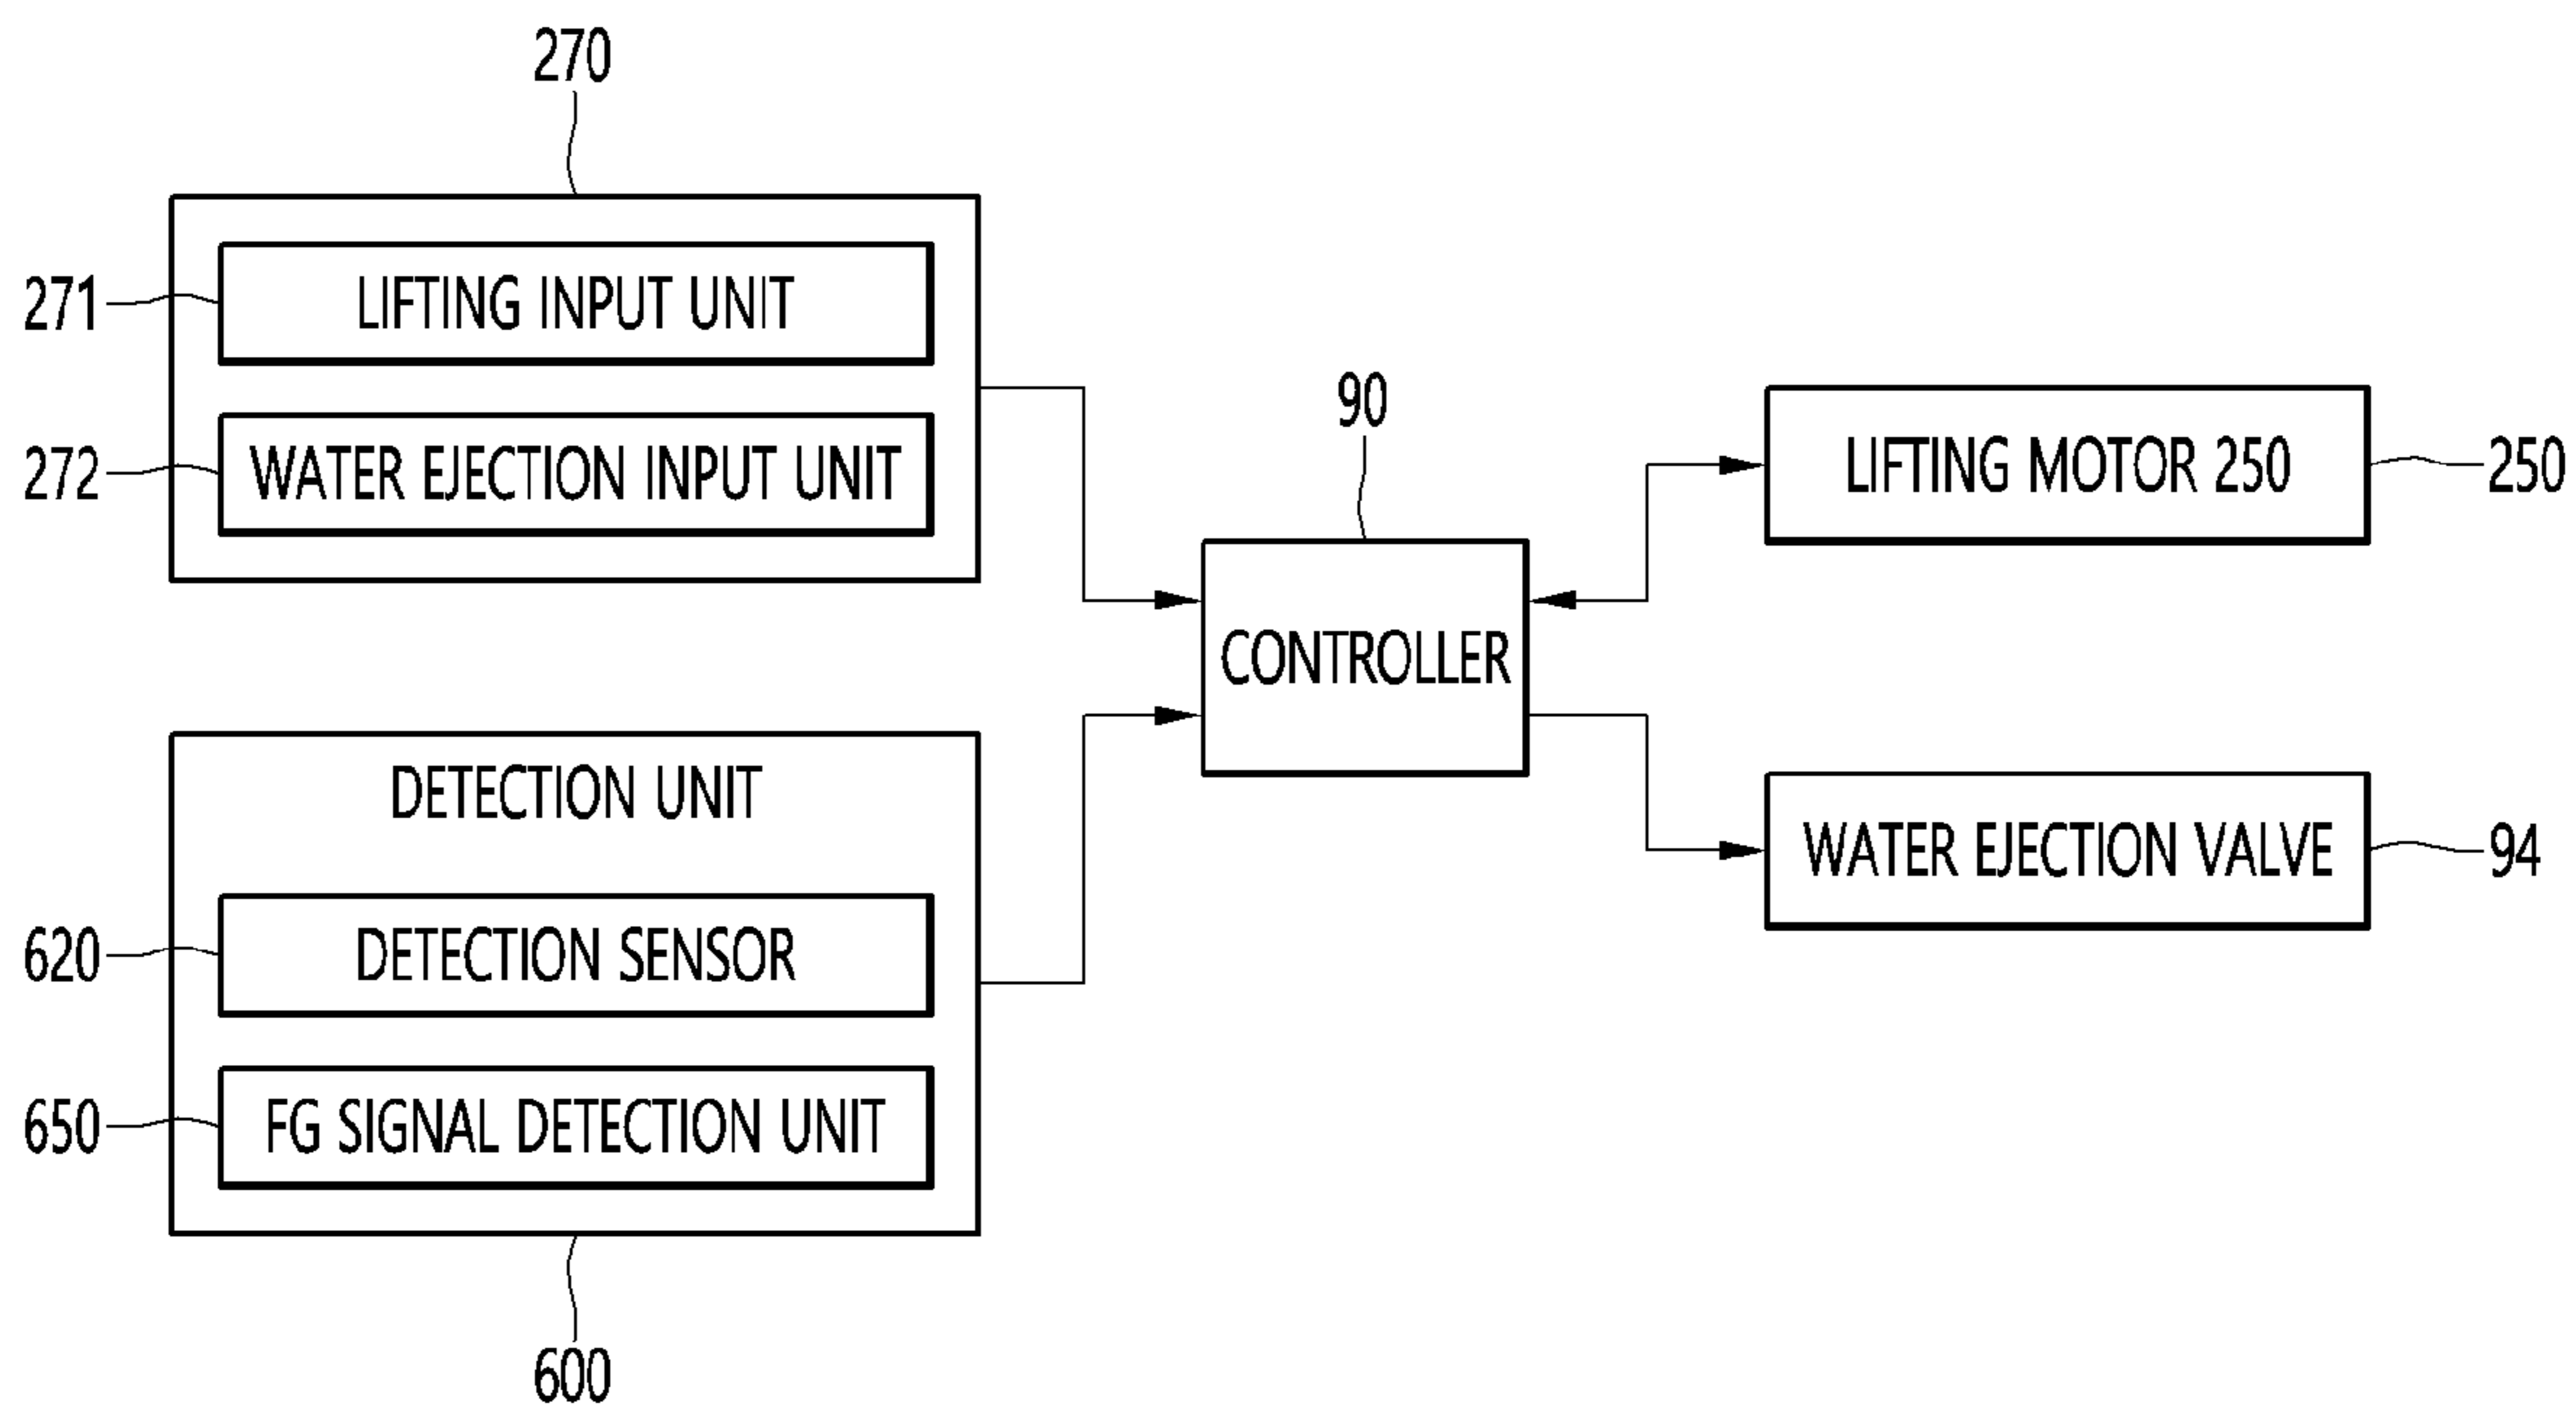 270
271
LIFTING INPUT UNIT
272
WATER EJECTION INPUT UNIT
90
CONTROLLER
LIFTING MOTOR 250
250
WATER EJECTION VALVE
94
DETECTION UNIT
620
DETECTION SENSOR
650
FG SIGNAL DETECTION UNIT
600